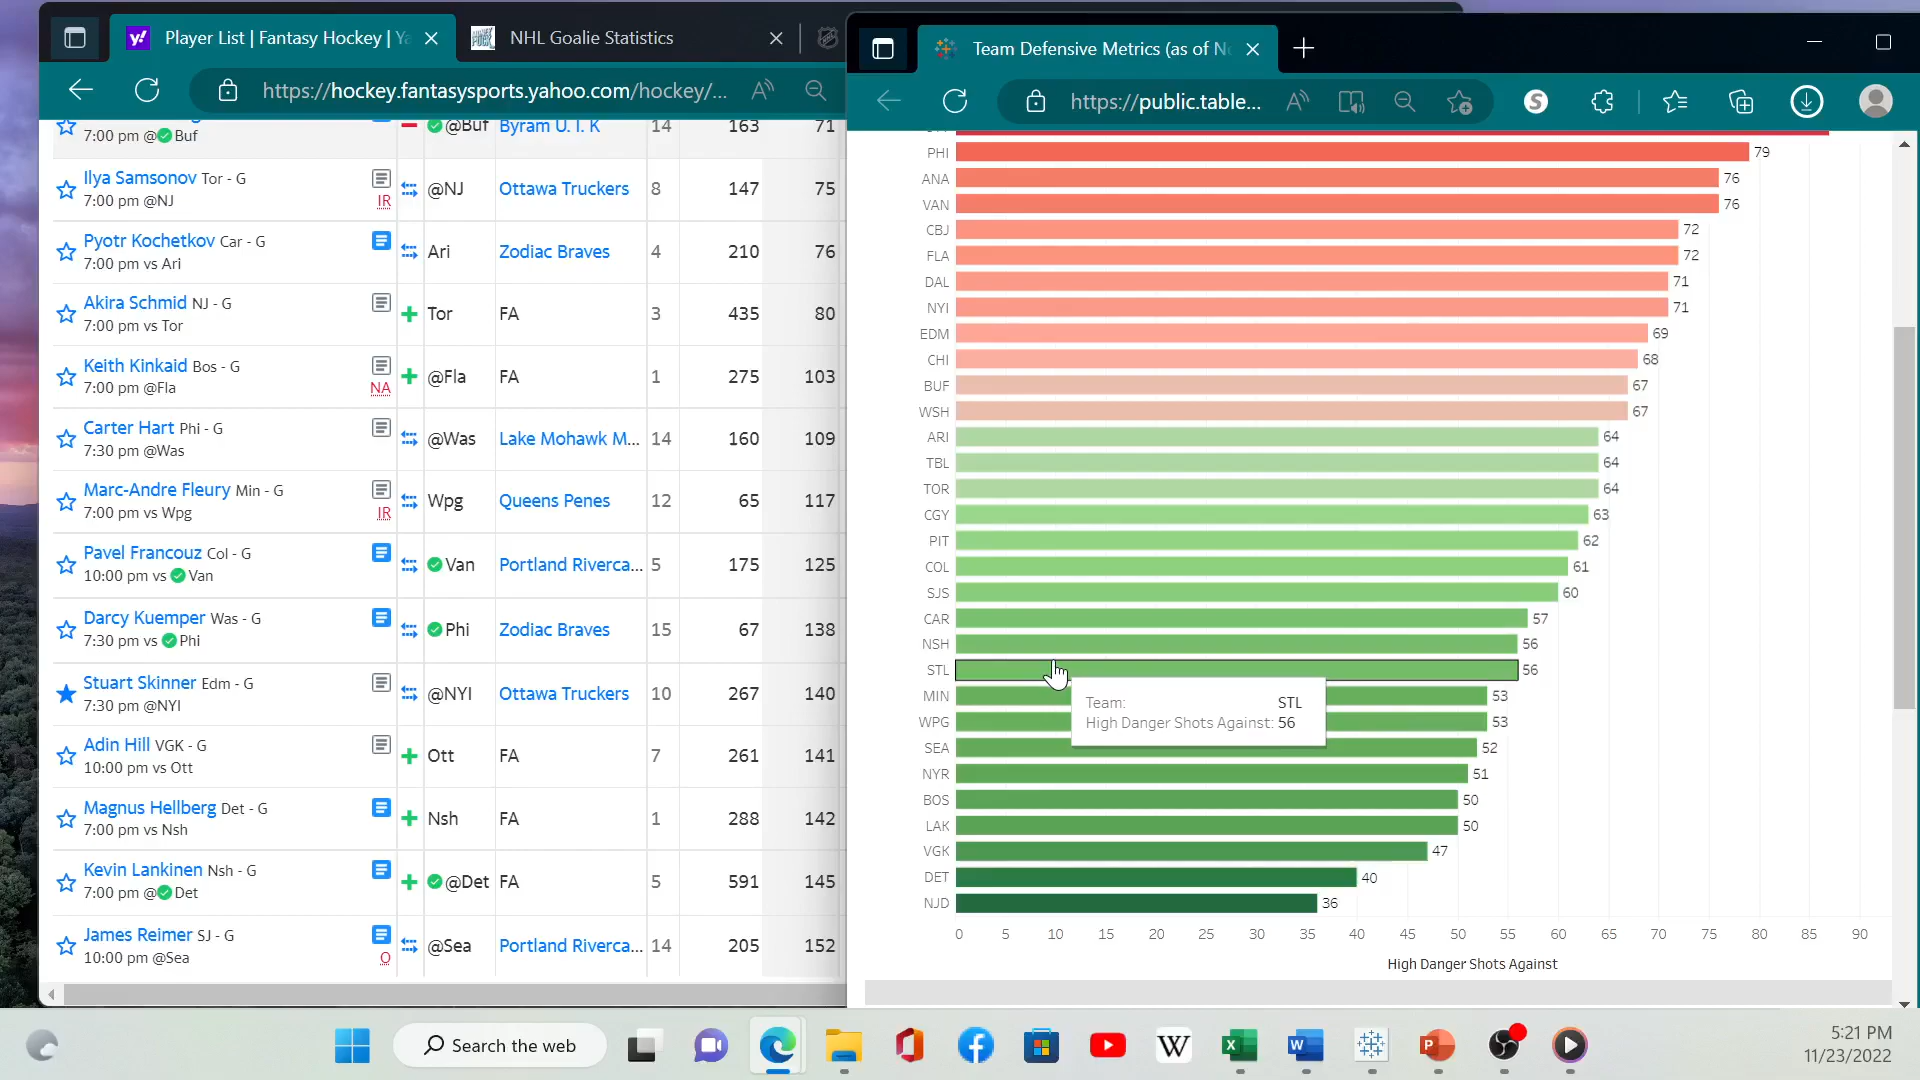 Player List | Fantasy Hockey | Ya
NHL Goalie Statistics
https://hockey.fantasysports.yahoo.com/hockey/...
7:00 pm @ Buf
@Buf Byram U. I. K 14 163 71
Ilya Samsonov Tor - G
7:00 pm @NJ IR
@NJ Ottawa Truckers 8 147 75
Pyotr Kochetkov Car - G
7:00 pm vs Ari
Ari Zodiac Braves 4 210 76
Akira Schmid NJ - G
7:00 pm vs Tor
Tor FA 3 435 80
Keith Kinkaid Bos - G
7:00 pm @Fla NA
@Fla FA 1 275 103
Carter Hart Phi - G
7:30 pm @Was
@Was Lake Mohawk M... 14 160 109
Marc-Andre Fleury Min - G
7:00 pm vs Wpg IR
Wpg Queens Penes 12 65 117
Pavel Francouz Col - G
10:00 pm vs Van
Van Portland Riverca... 5 175 125
Darcy Kuemper Was - G
7:30 pm vs Phi
Phi Zodiac Braves 15 67 138
Stuart Skinner Edm - G
7:30 pm @NYI
@NYI Ottawa Truckers 10 267 140
Adin Hill VGK - G
10:00 pm vs Ott
Ott FA 7 261 141
Magnus Hellberg Det - G
7:00 pm vs Nsh
Nsh FA 1 288 142
Kevin Lankinen Nsh - G
7:00 pm @ Det
@Det FA 5 591 145
James Reimer SJ - G
10:00 pm @Sea O
@Sea Portland Riverca... 14 205 152
Team Defensive Metrics (as of No
https://public.table...
PHI 79
ANA 76
VAN 76
CBJ 72
FLA 72
DAL 71
NYI 71
EDM 69
CHI 68
BUF 67
WSH 67
ARI 64
TBL 64
TOR 64
CGY 63
PIT 62
COL 61
SJS 60
CAR 57
NSH 56
STL 56
MIN 53
WPG 53
SEA 52
NYR 51
BOS 50
LAK 50
VGK 47
DET 40
NJD 36
Team: STL
High Danger Shots Against: 56
0 5 10 15 20 25 30 35 40 45 50 55 60 65 70 75 80 85 90
High Danger Shots Against
Search the web
5:21 PM
11/23/2022